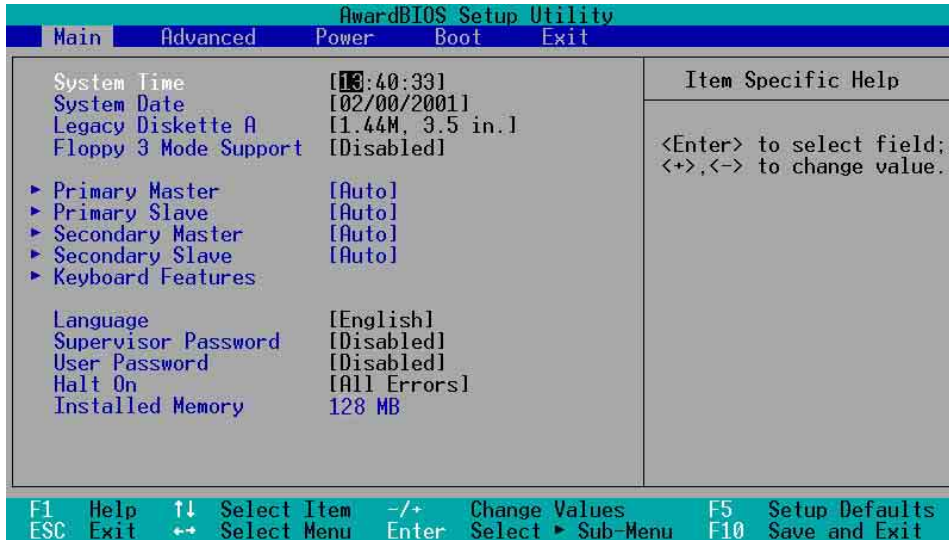 AwardBIOS Setup Utility
Main Advanced Power Boot Exit
System Time [13:40:33]
System Date [02/00/2001]
Legacy Diskette A [1.44M, 3.5 in.]
Floppy 3 Mode Support [Disabled]
► Primary Master [Auto]
► Primary Slave [Auto]
► Secondary Master [Auto]
► Secondary Slave [Auto]
► Keyboard Features
Language [English]
Supervisor Password [Disabled]
User Password [Disabled]
Halt On [All Errors]
Installed Memory 128 MB
Item Specific Help
<Enter> to select field;
<+>,<-> to change value.
F1 Help ↑↓ Select Item -/+ Change Values F5 Setup Defaults
ESC Exit ←→ Select Menu Enter Select ► Sub-Menu F10 Save and Exit